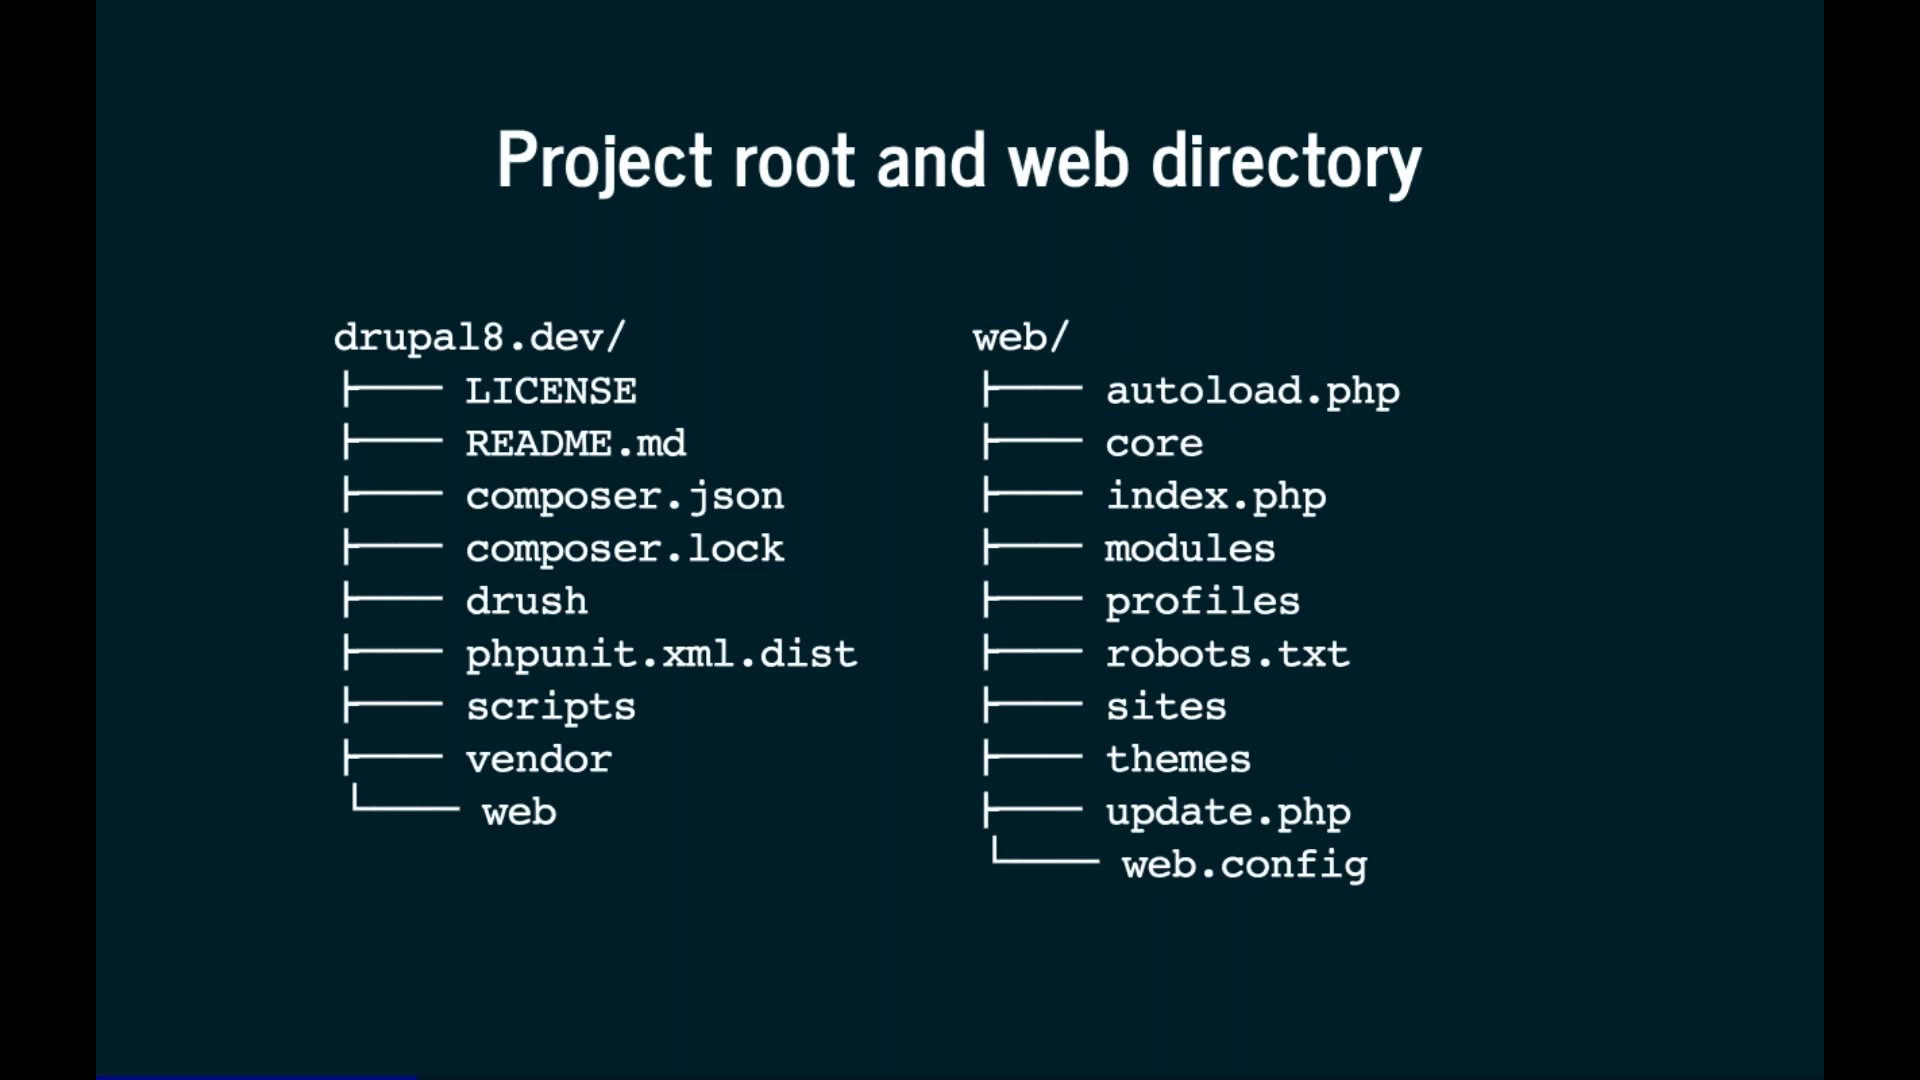 Project root and web directory
drupal8.dev/
├── LICENSE
├── README.md
├── composer.json
├── composer.lock
├── drush
├── phpunit.xml.dist
├── scripts
├── vendor
└── web
web/
├── autoload.php
├── core
├── index.php
├── modules
├── profiles
├── robots.txt
├── sites
├── themes
├── update.php
└── web.config